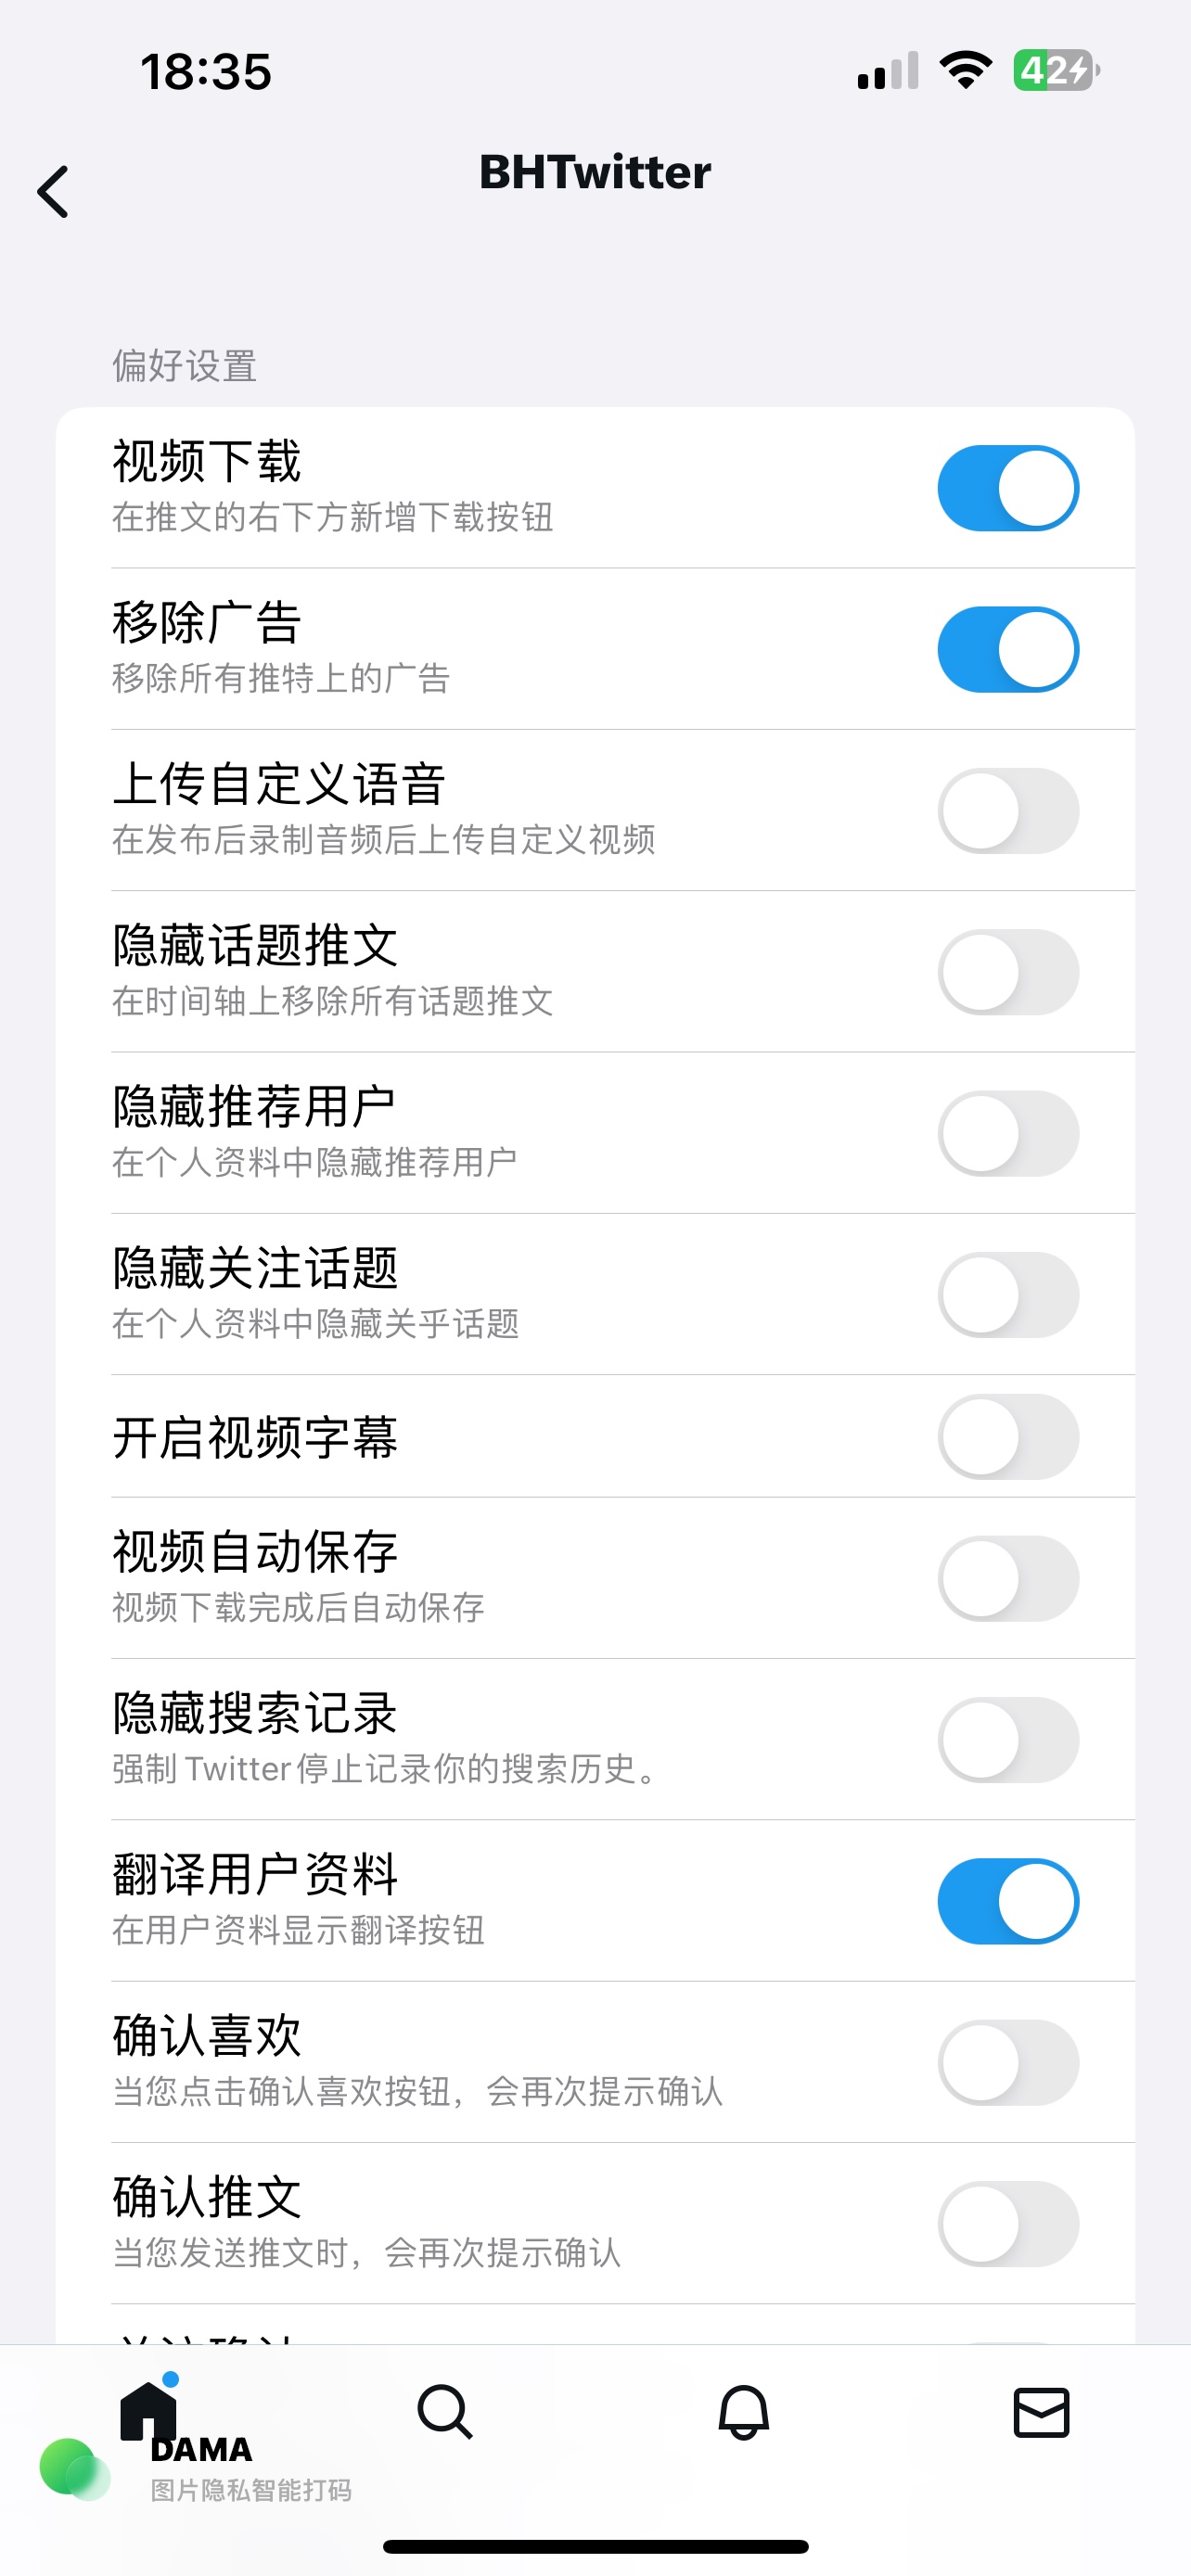 18:35
42
BHTwitter
偏好设置
视频下载
在推文的右下方新增下载按钮
移除广告
移除所有推特上的广告
上传自定义语音
在发布后录制音频后上传自定义视频
隐藏话题推文
在时间轴上移除所有话题推文
隐藏推荐用户
在个人资料中隐藏推荐用户
隐藏关注话题
在个人资料中隐藏关乎话题
开启视频字幕
视频自动保存
视频下载完成后自动保存
隐藏搜索记录
强制 Twitter停止记录你的搜索历史。
翻译用户资料
在用户资料显示翻译按钮
确认喜欢
当您点击确认喜欢按钮，会再次提示确认
确认推文
当您发送推文时，会再次提示确认
DAMA
图片隐私智能打码